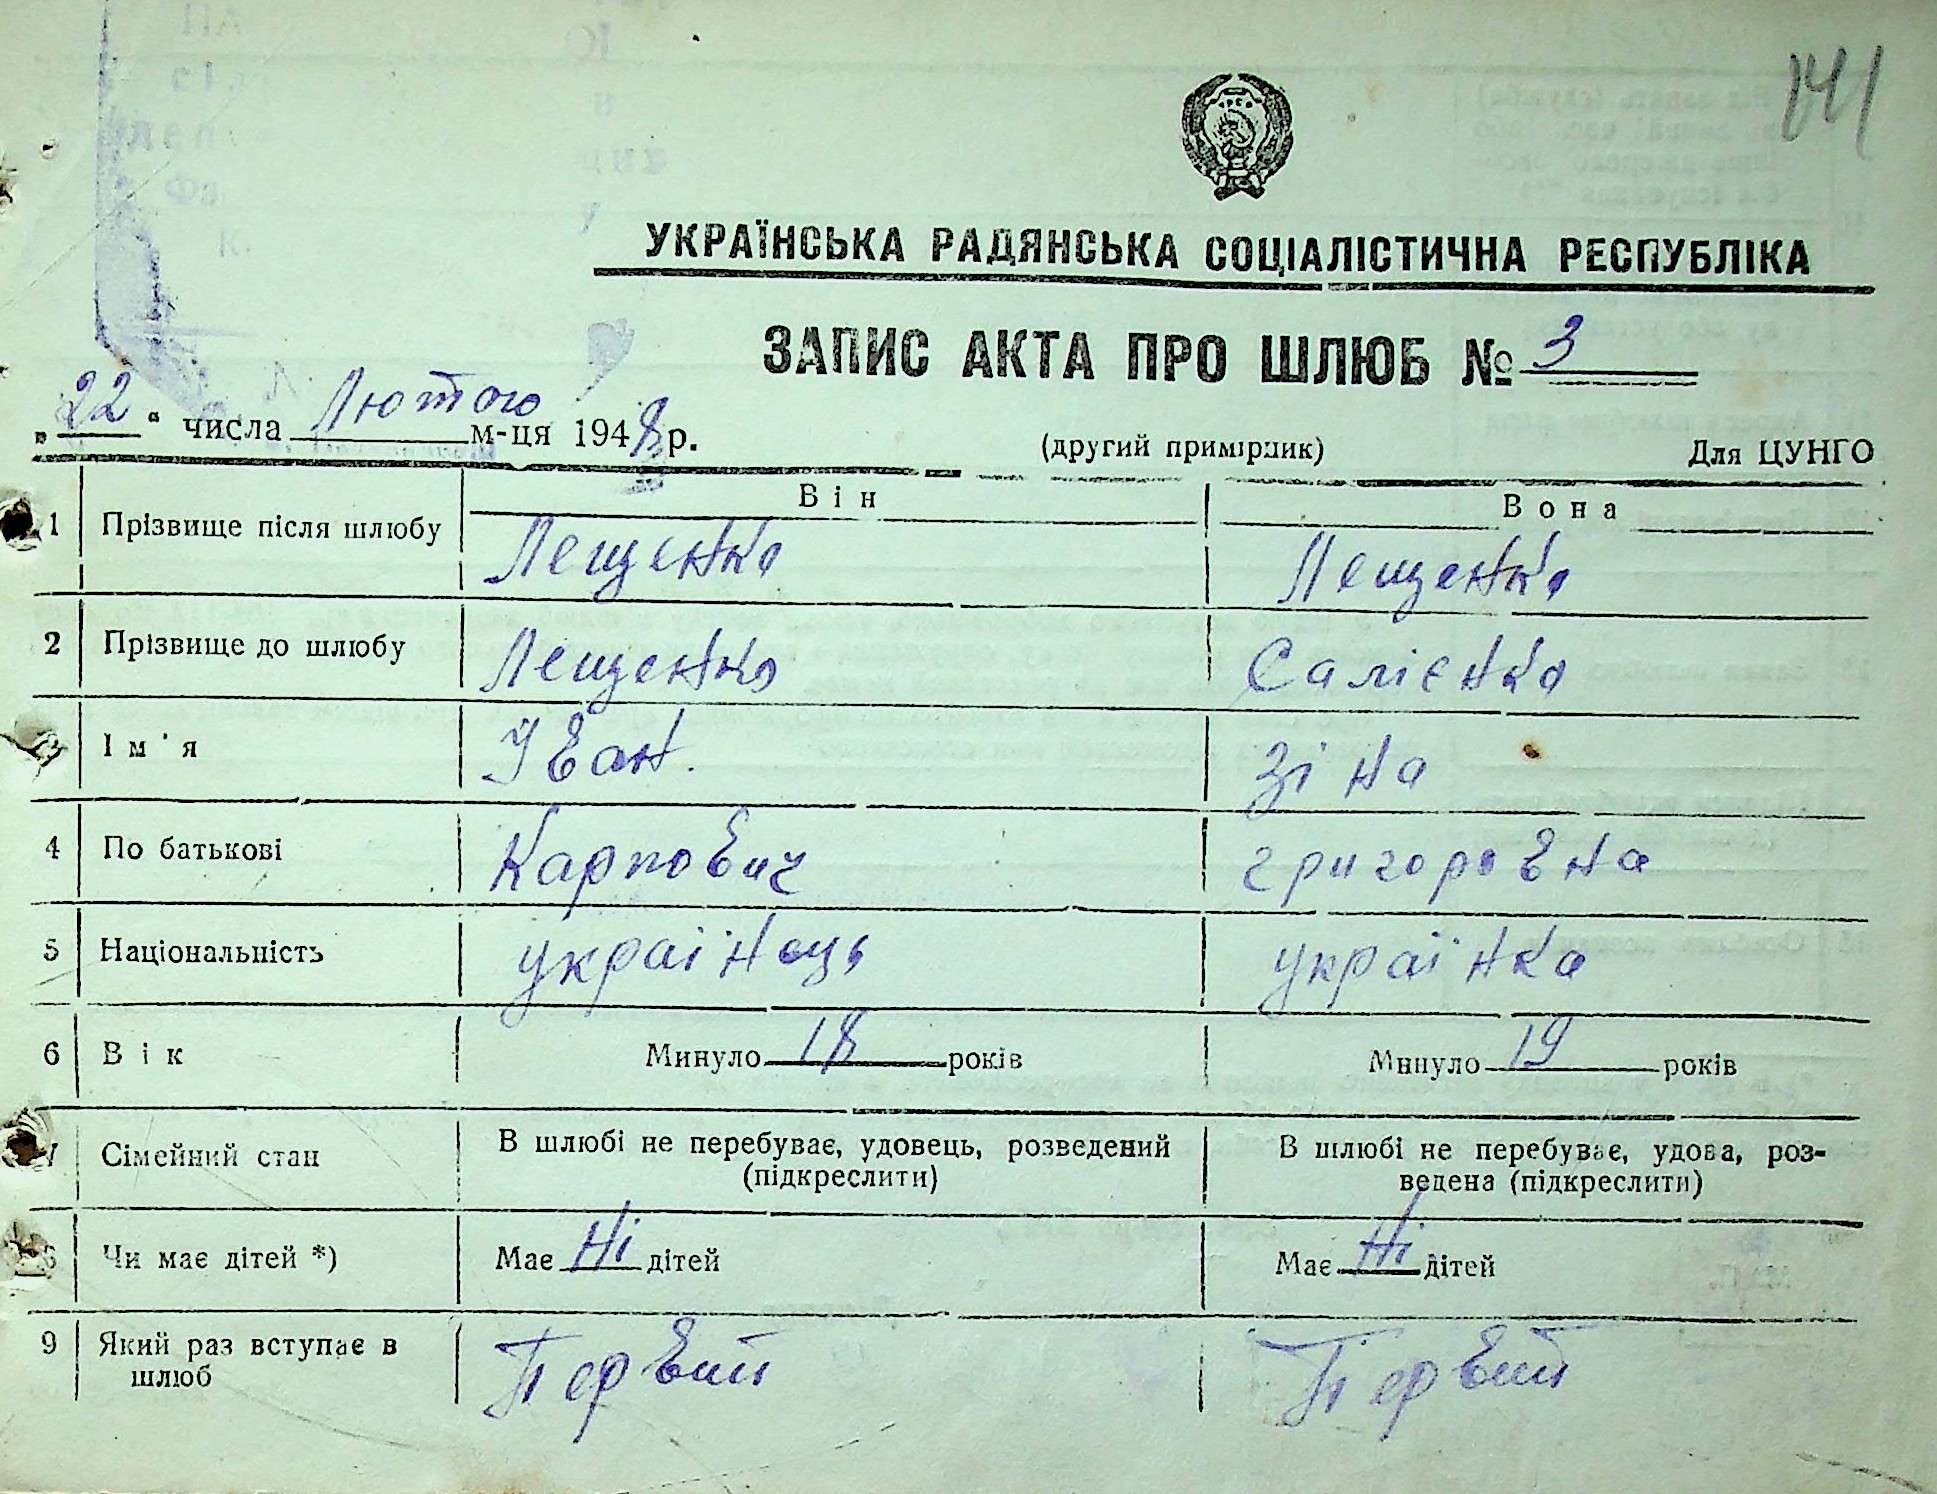 141
УКРАЇНСЬКА РАДЯНСЬКА СОЦІАЛІСТИЧНА РЕСПУБЛІКА
ЗАПИС АКТА ПРО ШЛЮБ № 3
„22“ числа Лютого м-ця 1948 р.
(другий примірник) Для ЦУНГО
Він Вона
1 Прізвище після шлюбу Лещенко Лещенко
2 Прізвище до шлюбу Лещенко Салієнко
3 Ім'я Іван. Зіна
4 По батькові Карпович григоровна
5 Національність українець українка
6 Вік Минуло 18 років Минуло 19 років
7 Сімейний стан В шлюбі не перебуває, удовець, розведений (підкреслити) В шлюбі не перебуває, удова, роз-
ведена (підкреслити)
8 Чи має дітей *) Має Ні дітей Має Ні дітей
9 Який раз вступає в Первий Первий
шлюб